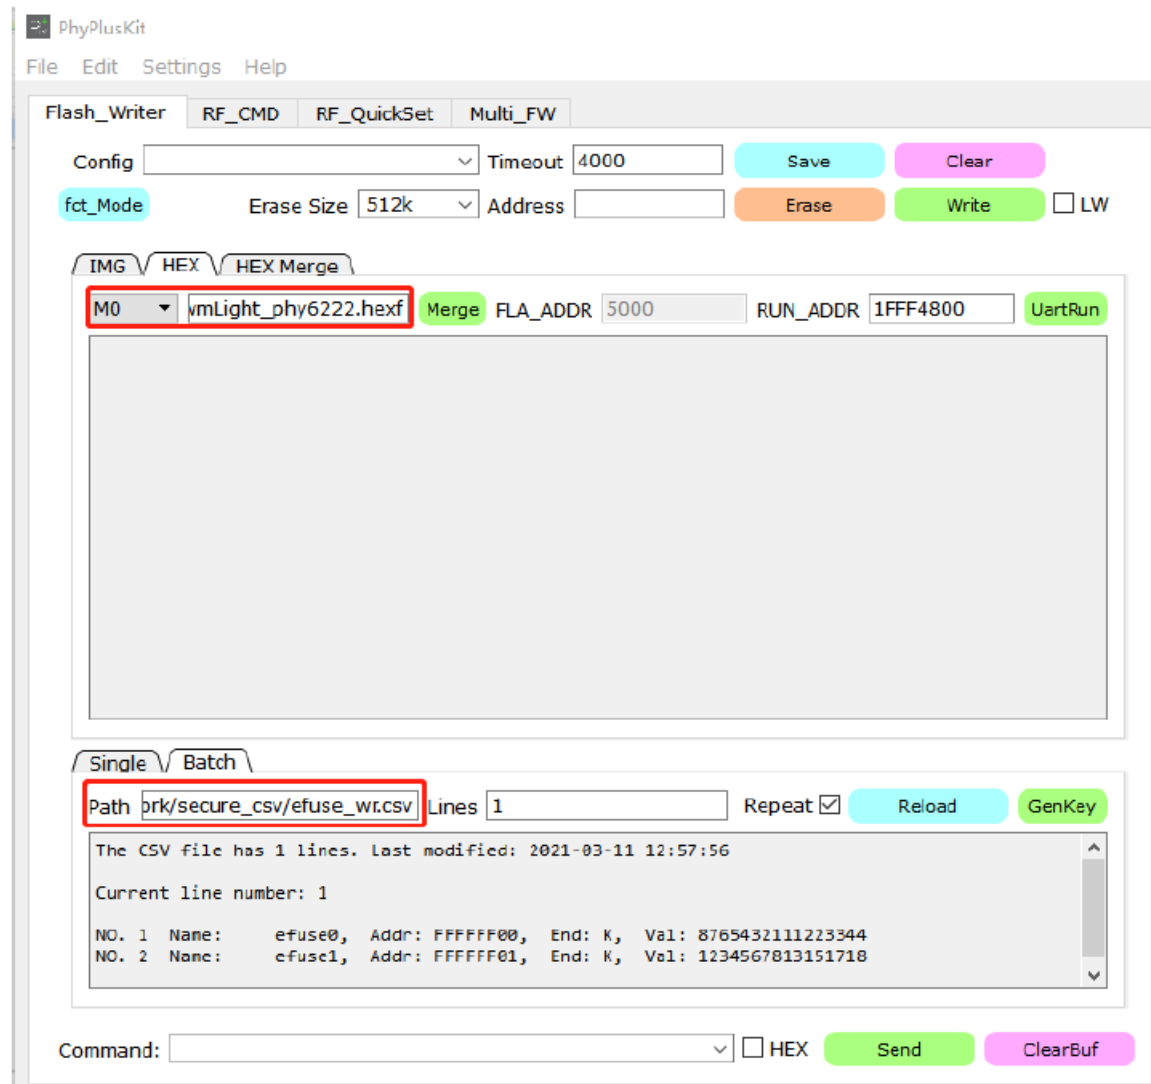 PhyPlusKit
File Edit Settings Help
Flash_Writer RF_CMD RF_QuickSet Multi_FW
Config Timeout 4000 Save Clear
fct_Mode Erase Size 512k Address Erase Write LW
IMG HEX HEX Merge
M0 vmLight_phy6222.hexf Merge FLA_ADDR 5000 RUN_ADDR 1FFF4800 UartRun
Single Batch
Path ork/secure_csv/efuse_wr.csv Lines 1 Repeat Reload GenKey
The CSV file has 1 lines. Last modified: 2021-03-11 12:57:56
Current line number: 1
NO. 1 Name: efuse0, Addr: FFFFFF00, End: K, Val: 8765432111223344
NO. 2 Name: efuse1, Addr: FFFFFF01, End: K, Val: 1234567813151718
Command: HEX Send ClearBuf